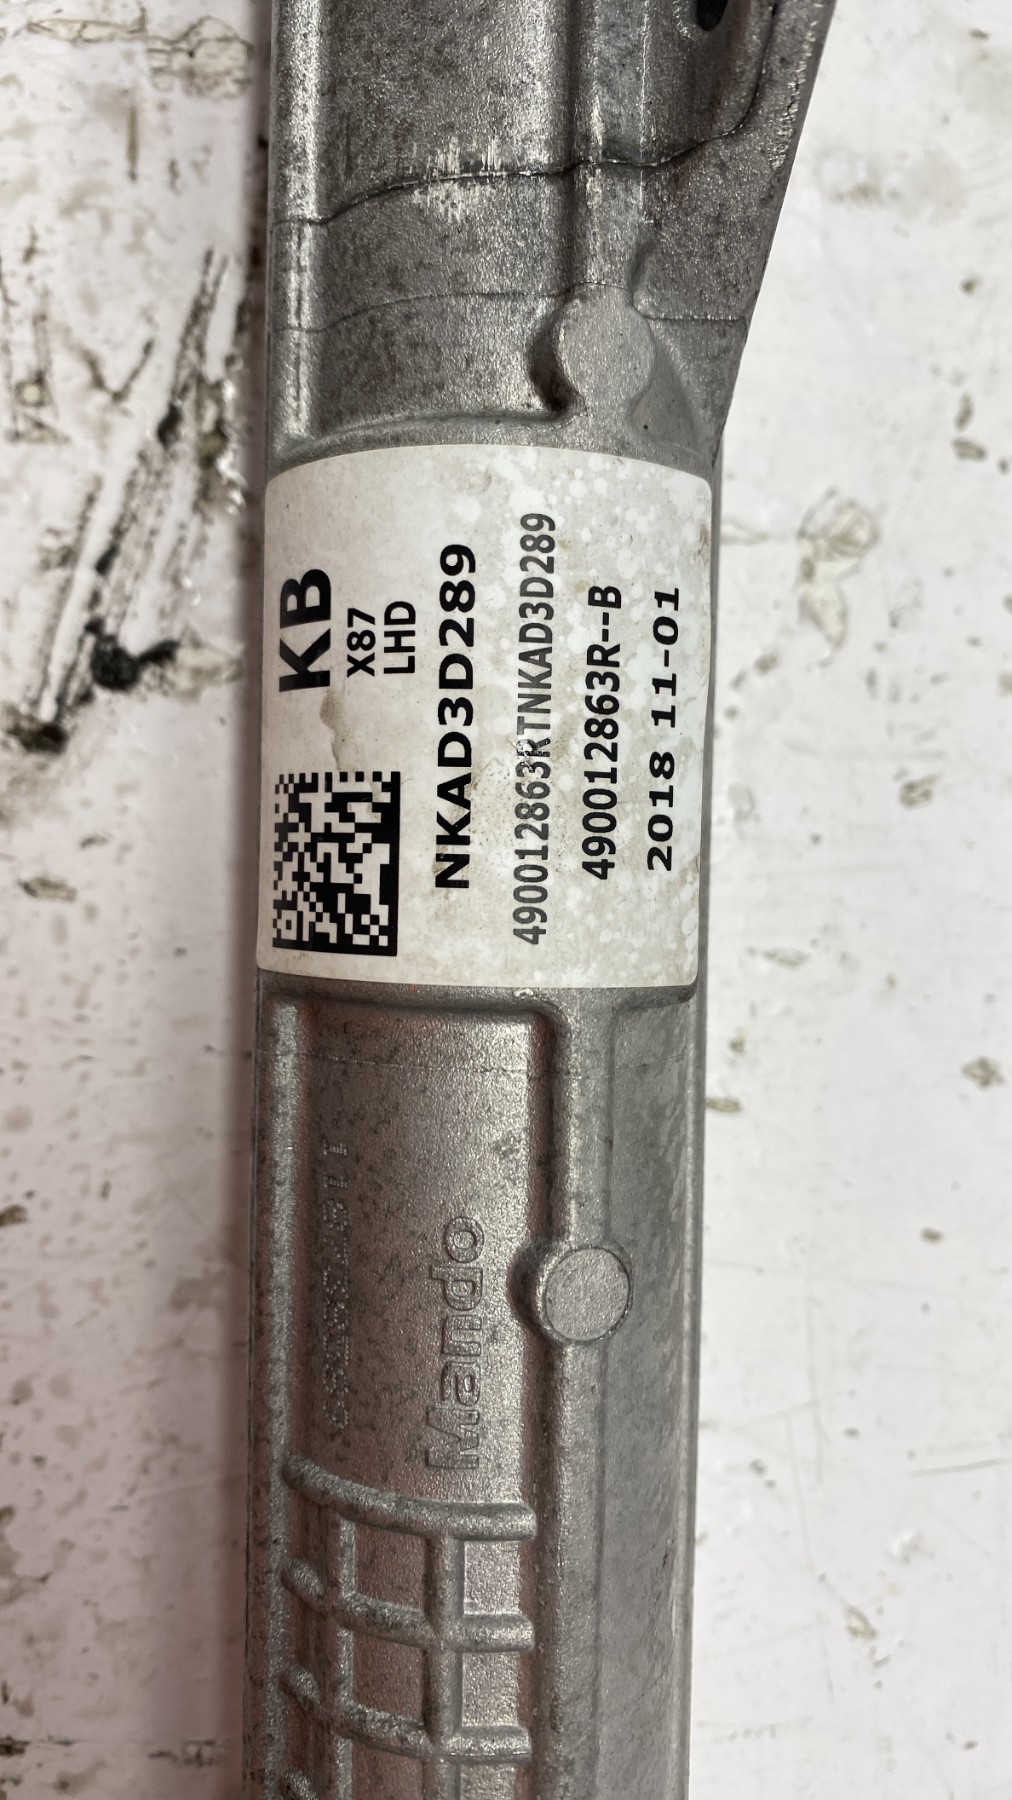 KB
X87
LHD
NKAD3D289
490012863RTNKAD3D289
490012863R--B
2018 11-01
Mando